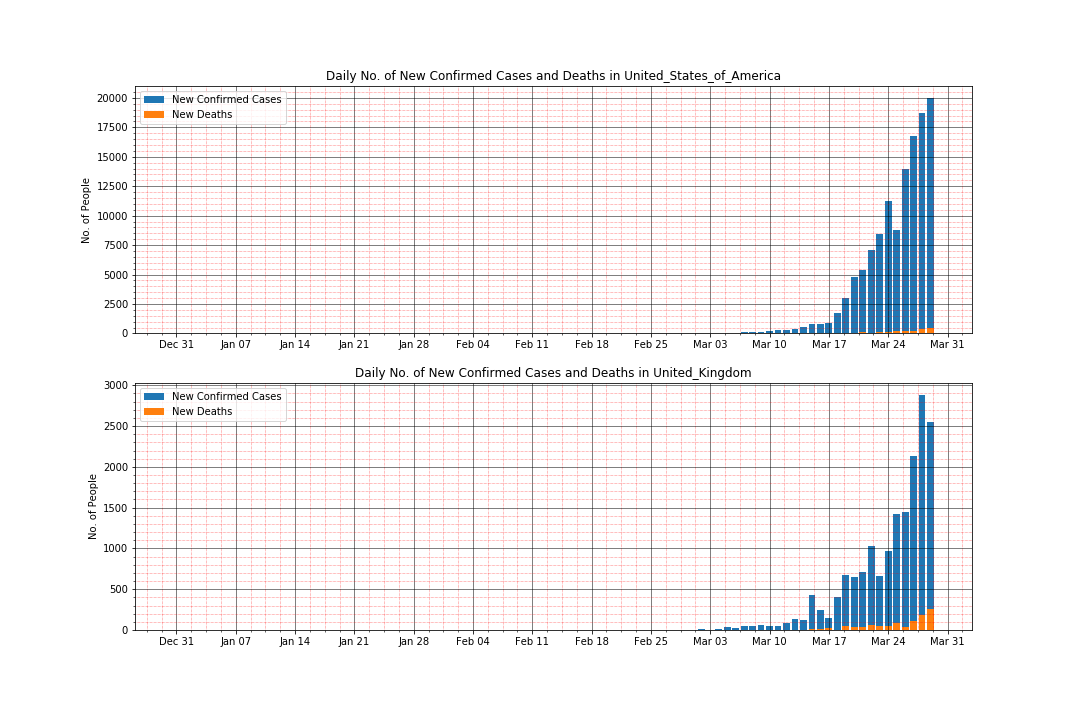 Daily No. of New Confirmed Cases and Deaths in United_States_of_America
New Confirmed Cases
New Deaths
No. of People
20000
17500
15000
12500
10000
7500
5000
2500
0
Dec 31 Jan 07 Jan 14 Jan 21 Jan 28 Feb 04 Feb 11 Feb 18 Feb 25 Mar 03 Mar 10 Mar 17 Mar 24 Mar 31
Daily No. of New Confirmed Cases and Deaths in United_Kingdom
New Confirmed Cases
New Deaths
No. of People
3000
2500
2000
1500
1000
500
0
Dec 31 Jan 07 Jan 14 Jan 21 Jan 28 Feb 04 Feb 11 Feb 18 Feb 25 Mar 03 Mar 10 Mar 17 Mar 24 Mar 31